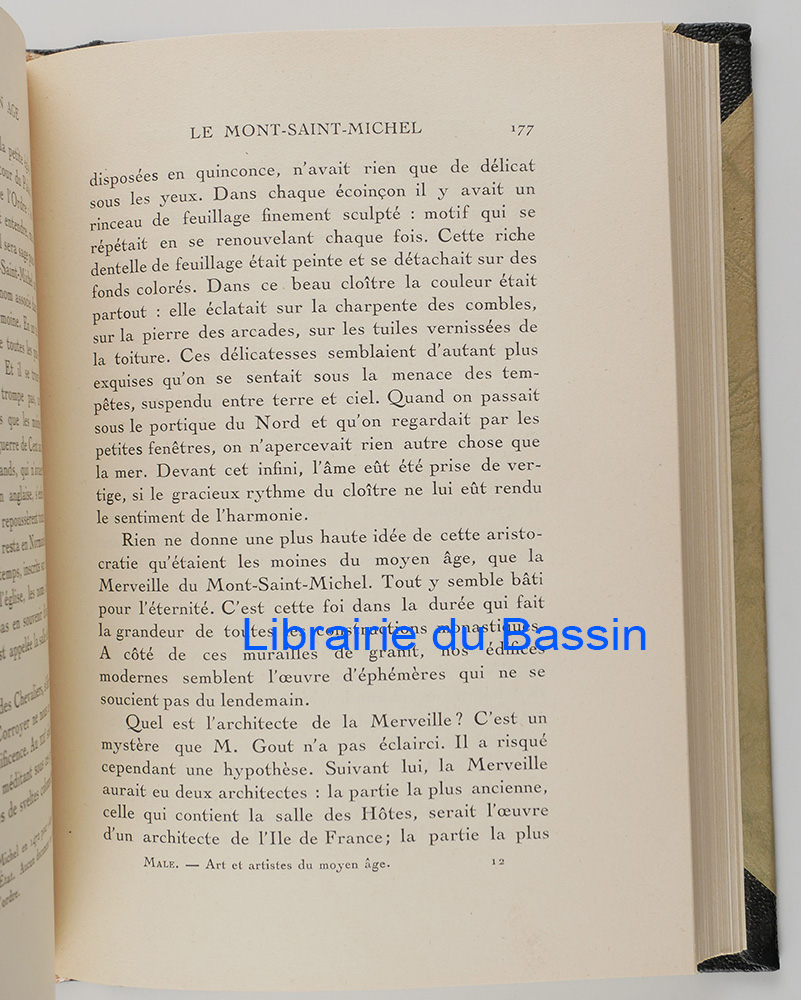 LE MONT-SAINT-MICHEL 177
disposées en quinconce, n'avait rien que de délicat
sous les yeux. Dans chaque écoinçon il y avait un
rinceau de feuillage finement sculpté : motif qui se
répétait en se renouvelant chaque fois. Cette riche
dentelle de feuillage était peinte et se détachait sur des
fonds colorés. Dans ce beau cloître la couleur était
partout : elle éclatait sur la charpente des combles,
sur la pierre des arcades, sur les tuiles vernissées de
la toiture. Ces délicatesses semblaient d'autant plus
exquises qu'on se sentait sous la menace des tem-
pêtes, suspendu entre terre et ciel. Quand on passait
sous le portique du Nord et qu'on regardait par les
petites fenêtres, on n'apercevait rien autre chose que
la mer. Devant cet infini, l'âme eût été prise de ver-
tige, si le gracieux rythme du cloître ne lui eût rendu
le sentiment de l'harmonie.
Rien ne donne une plus haute idée de cette aristo-
cratie qu'étaient les moines du moyen âge, que la
Merveille du Mont-Saint-Michel. Tout y semble bâti
pour l'éternité. C'est cette foi dans la durée qui fait
la grandeur de toutes les constructions monastiques.
Librairie du Bassin
A côté de ces murailles de granit, nos édifices
modernes semblent l'œuvre d'éphémères qui ne se
soucient pas du lendemain.
Quel est l'architecte de la Merveille? C'est un
mystère que M. Gout n'a pas éclairci. Il a risqué
cependant une hypothèse. Suivant lui, la Merveille
aurait eu deux architectes : la partie la plus ancienne,
celle qui contient la salle des Hôtes, serait l'œuvre
d'un architecte de l'Ile de France; la partie la plus
MALE. — Art et artistes du moyen âge. 12